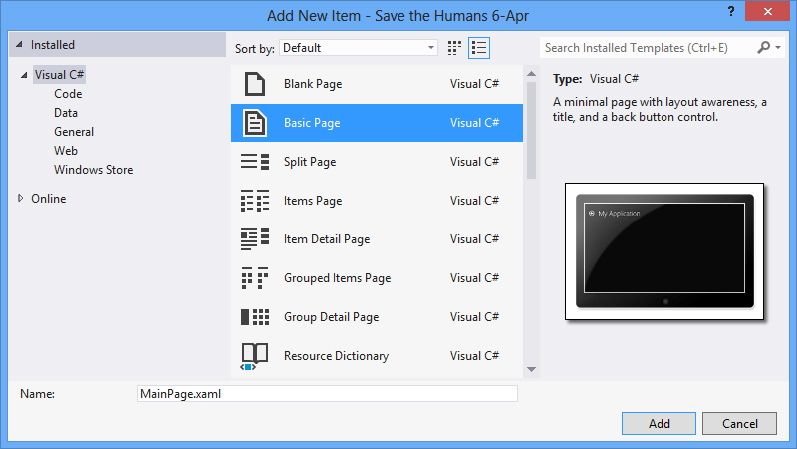 Add New Item - Save the Humans 6-Apr
?
Installed
Sort by: Default
Search Installed Templates (Ctrl+E)
Visual C#
Code
Data
General
Web
Windows Store
Online
Blank Page Visual C#
Basic Page Visual C#
Split Page Visual C#
Items Page Visual C#
Item Detail Page Visual C#
Grouped Items Page Visual C#
Group Detail Page Visual C#
Resource Dictionary Visual C#
Type: Visual C#
A minimal page with layout awareness, a
title, and a back button control.
My Application
Name: MainPage.xaml
Add
Cancel